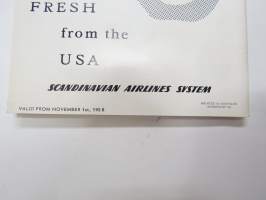 FRESH
from the
USA
SCANDINAVIAN AIRLINES SYSTEM
VALID FROM NOVEMBER 1st, 1958